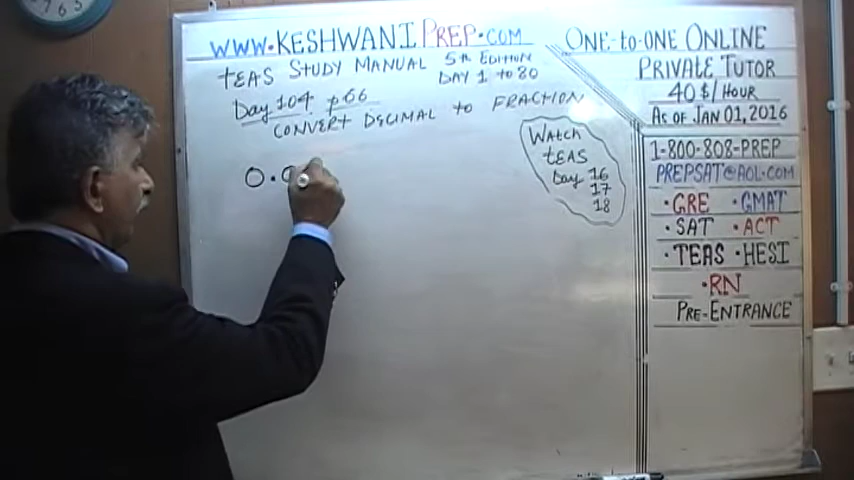 WWW.KESHWANIPREP.COM
TEAS STUDY MANUAL 5TH EDITION
DAY 1 TO 80
Day 104 p66
CONVERT DECIMAL to FRACTION
0.
WATCH
tEAS
Day 16
17
18
ONE-to-ONE ONLINE
PRIVATE TUTOR
40$/HOUR
AS OF JAN 01, 2016
1-800-808-PREP
PREPSAT@AOL.COM
•GRE •GMAT
•SAT •ACT
•TEAS •HESI
•RN
PRE-ENTRANCE